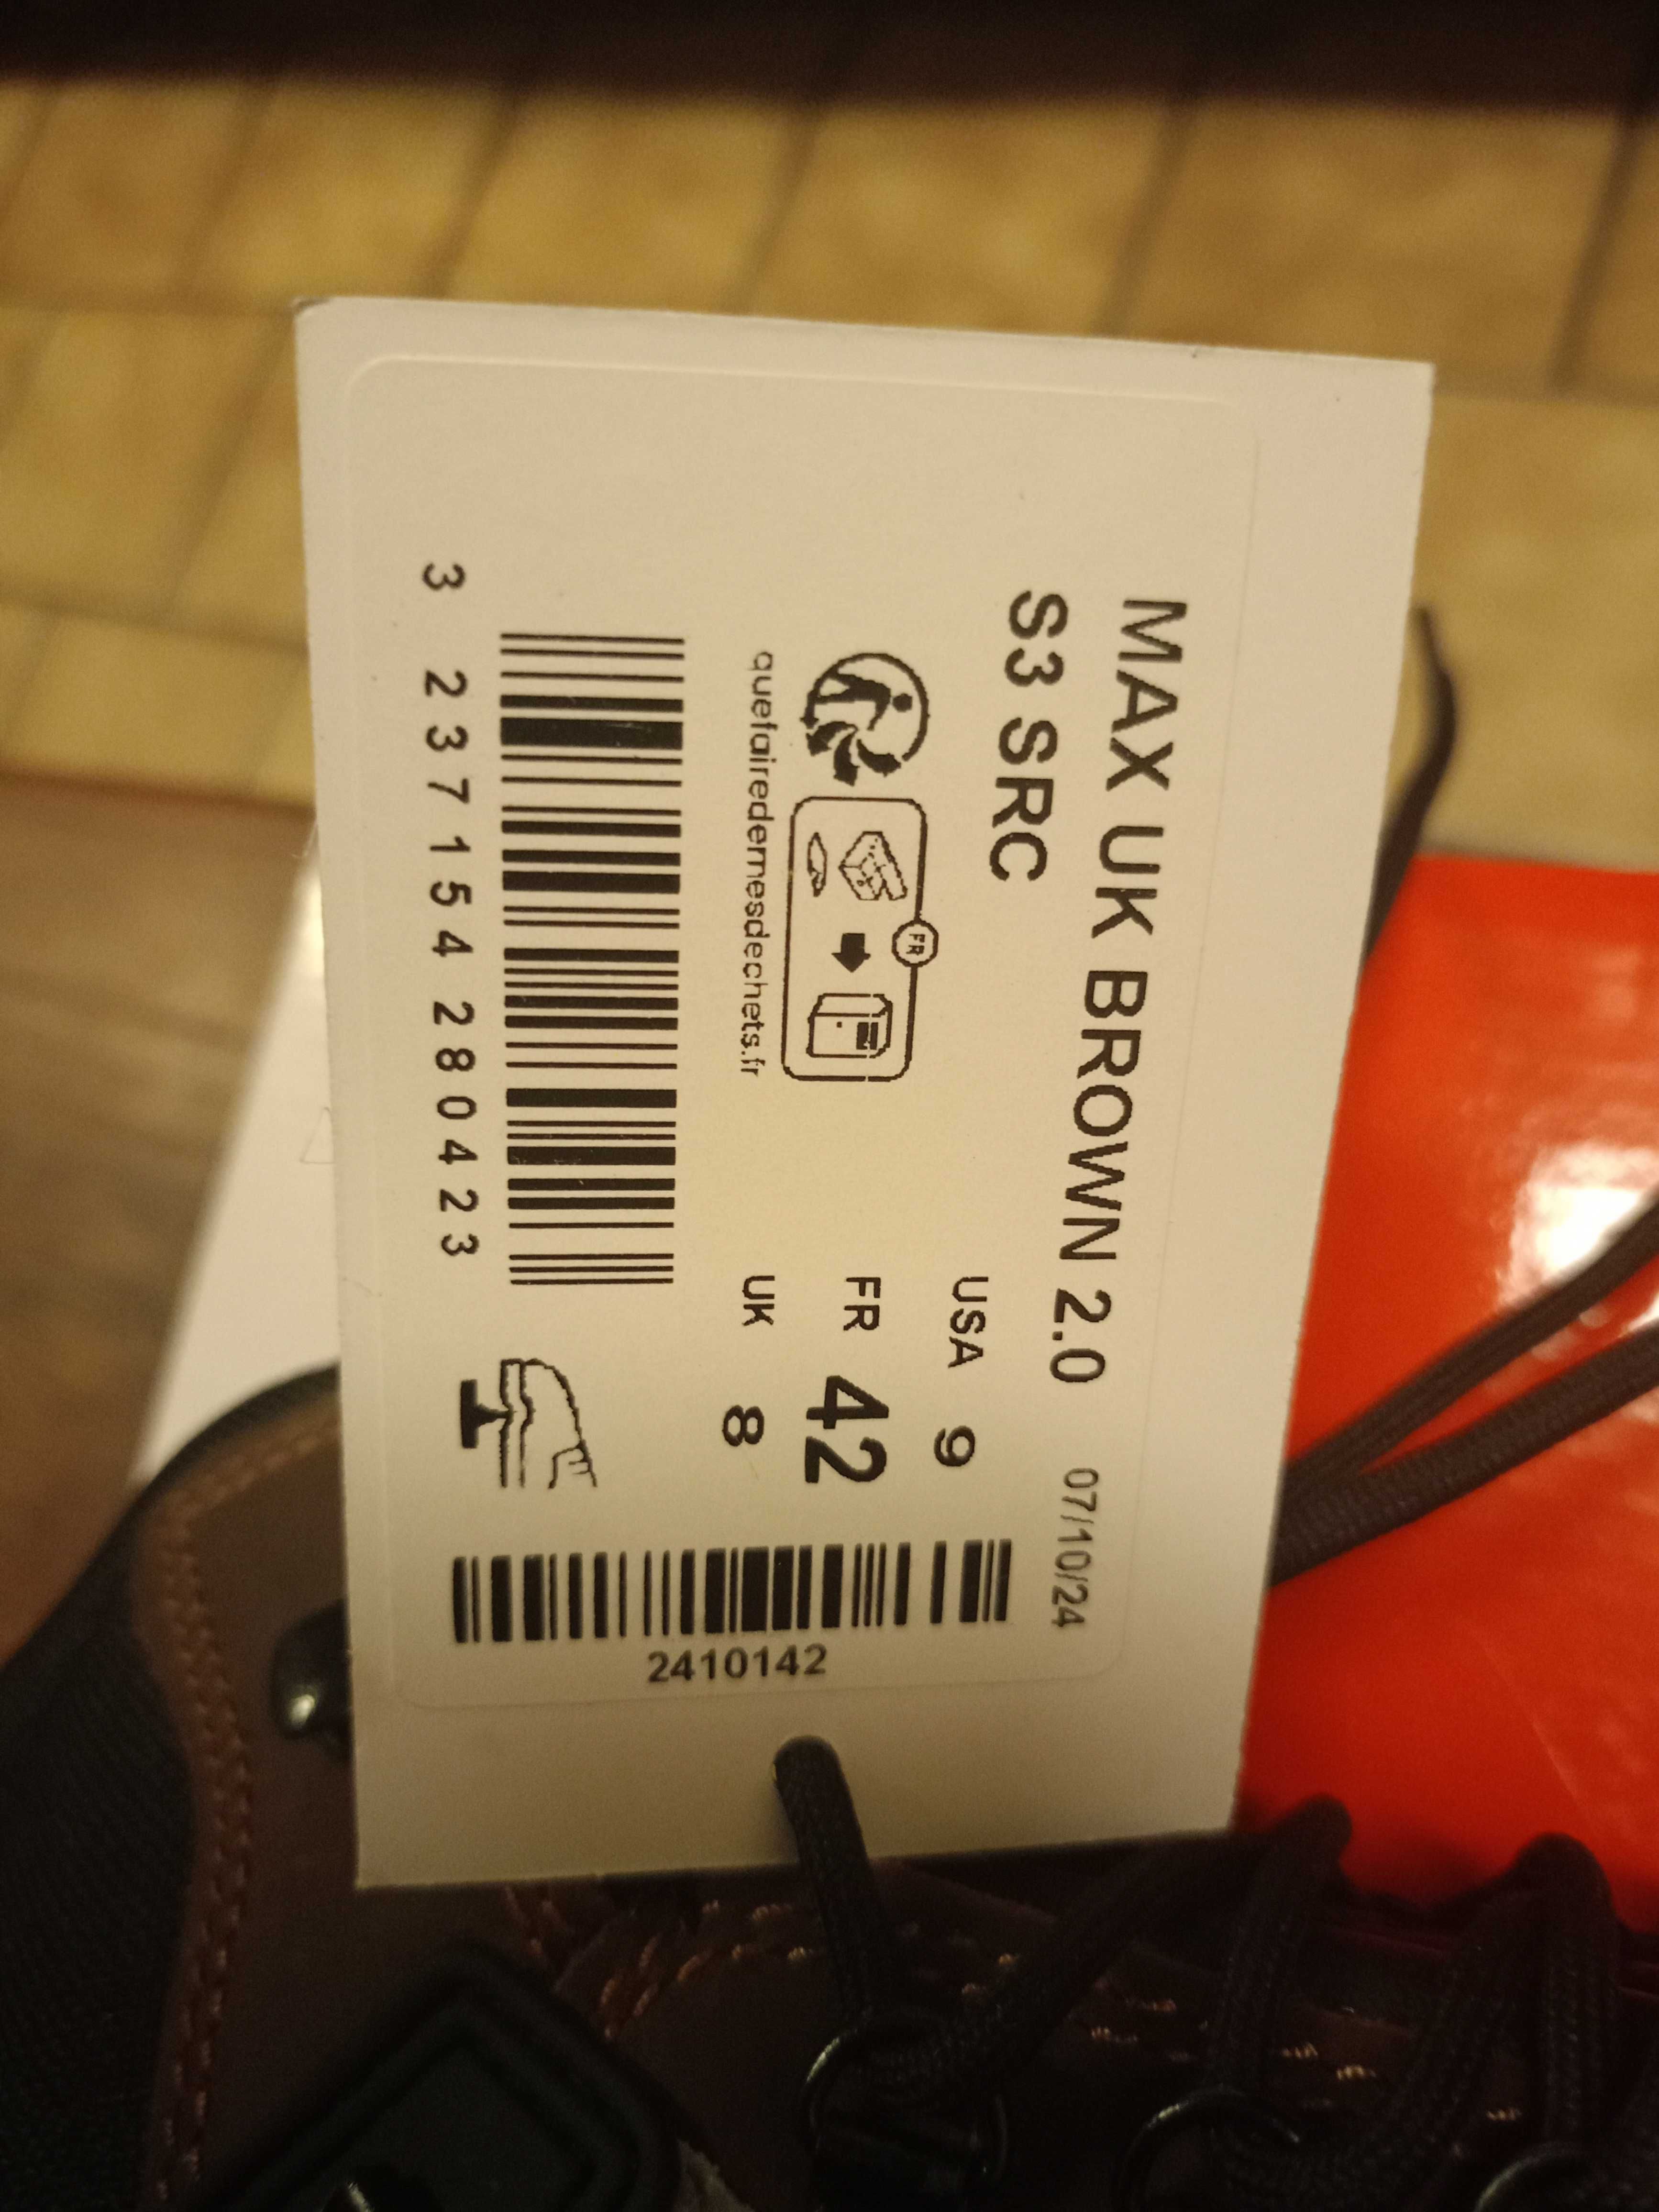 MAX UK BROWN 2.0 07/10/24
S3 SRC
USA 9
FR
FR 42
quefairedemesdechets.fr
UK 8
3 237154 280423
2410142